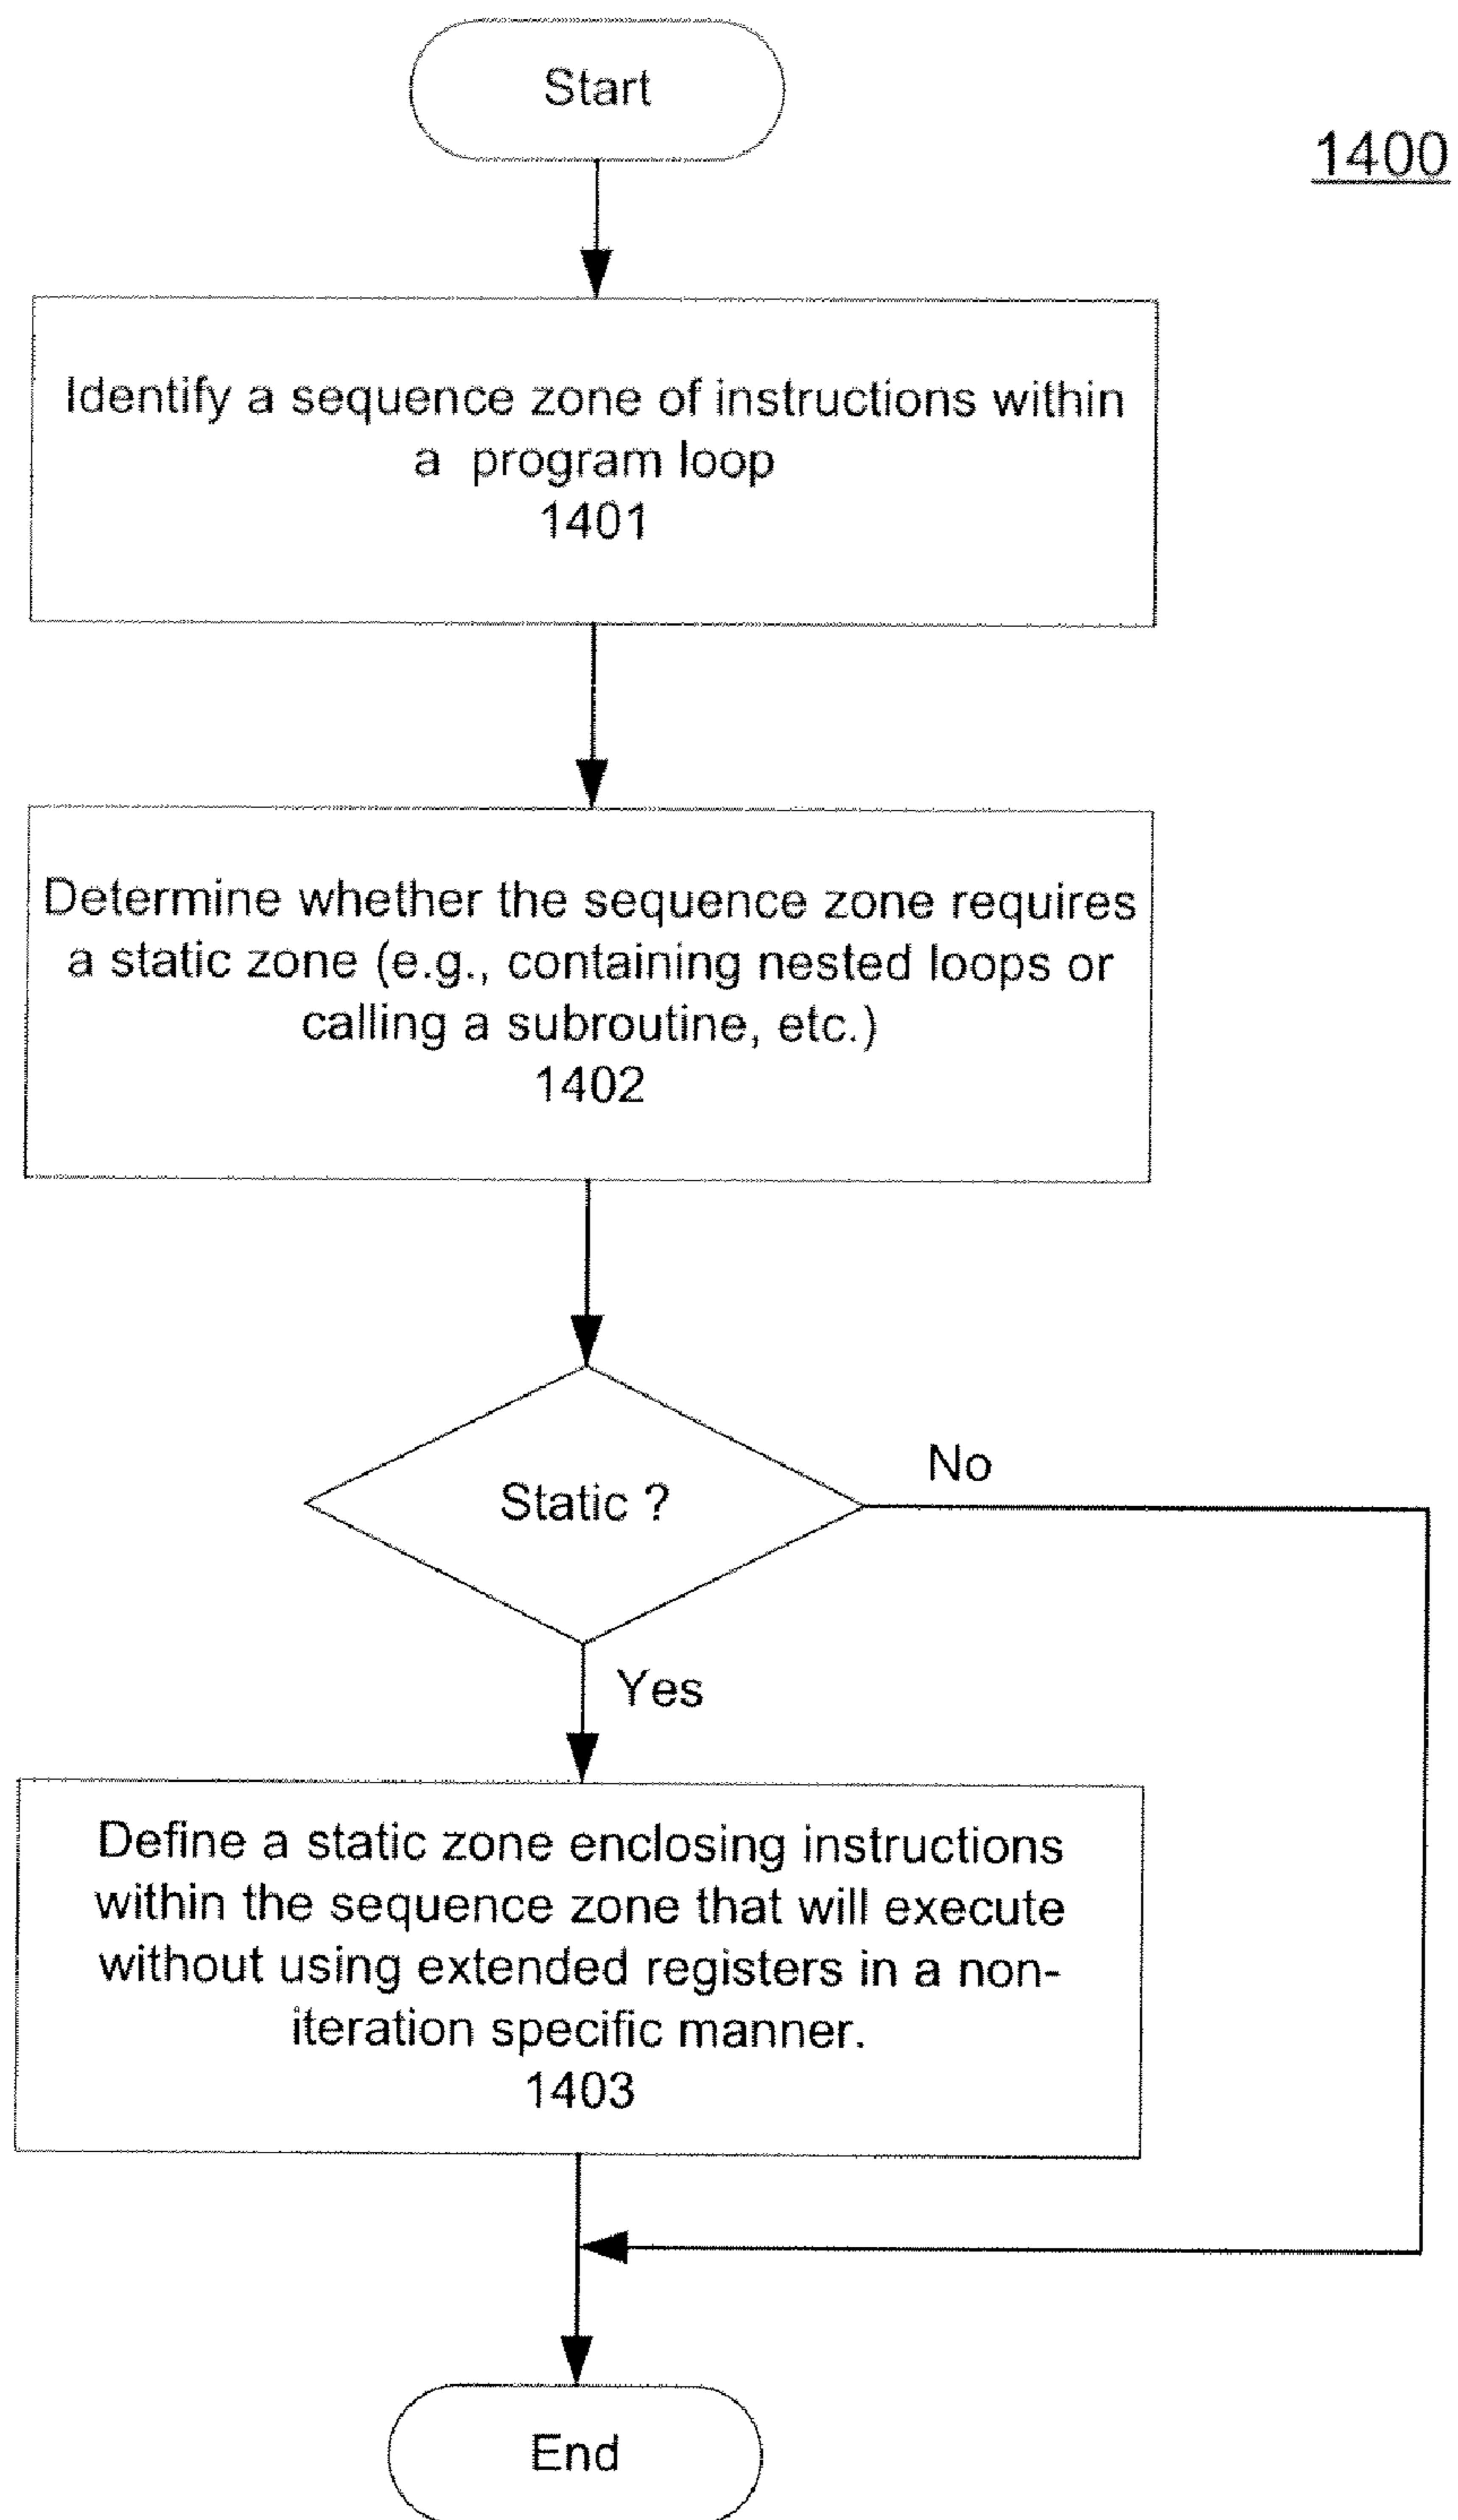 Start
1400
Identify a sequence zone of instructions within
a program loop
1401
Determine whether the sequence zone requires
a static zone (e.g., containing nested loops or
calling a subroutine, etc.)
1402
Static ?
No
Yes
Define a static zone enclosing instructions
within the sequence zone that will execute
without using extended registers in a non-
iteration specific manner.
1403
End